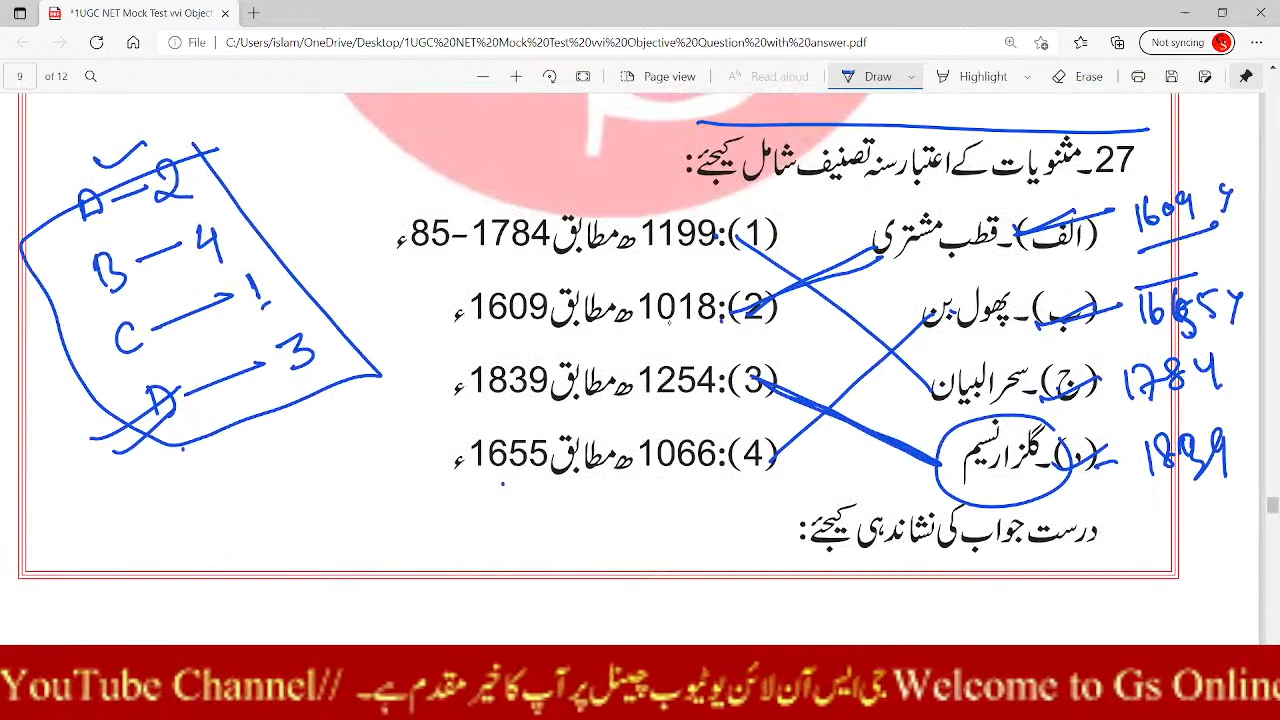 *1UGC NET Mock Test vvi Object
File C:/Users/islam/OneDrive/Desktop/1UGC%20NET%20Mock%20Test%20vvi%20Objective%20Question%20with%20answer.pdf
Not syncing
9 of 12
Page view
Read aloud
Draw
Highlight
Erase
27۔مثنویات کے اعتبار سنہ تصنیف شامل کیجئے:
(الف)۔قطب مشتری (1):1199ھ مطابق 1784-85ء
(ب)۔پھول بن (2):1018ھ مطابق 1609ء
(ج)۔سحر البیان (3):1254ھ مطابق 1839ء
(د)۔گلزار نسیم (4):1066ھ مطابق 1655ء
درست جواب کی نشاندہی کیجئے:
1609
1784
1839
A — 2
B — 4
C → 1
D → 3
YouTube Channel// جی ایس آن لائن یوٹیوب چینل پر آپ کا خیر مقدم ہے۔ Welcome to Gs Online